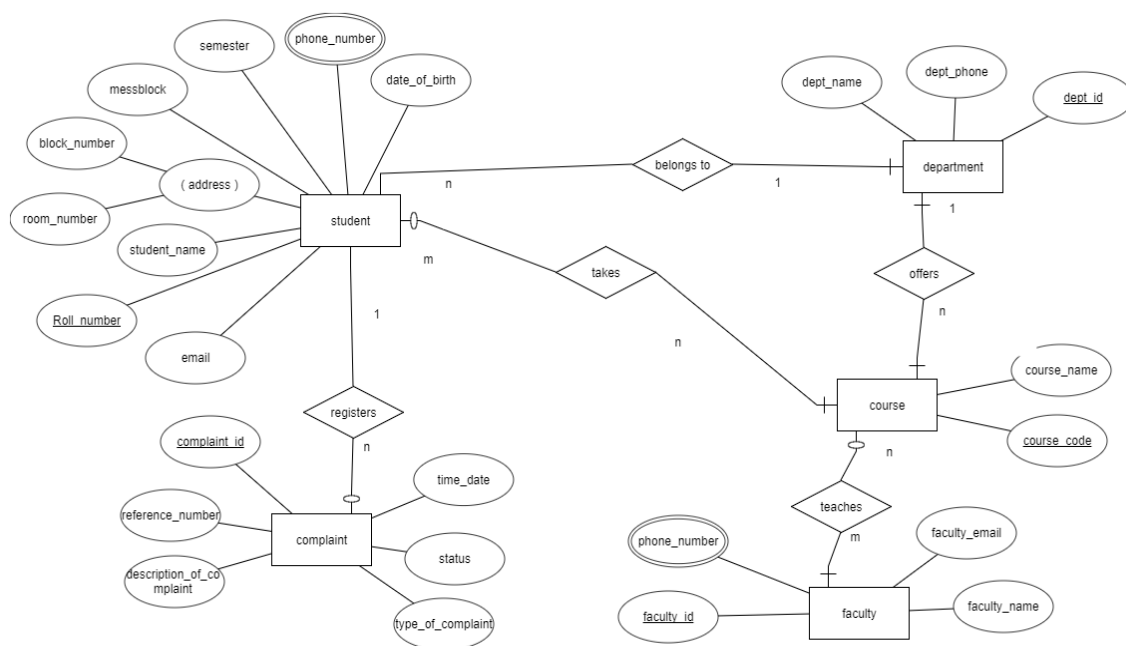 phone_number
semester
date_of_birth
messblock
block_number
( address )
room_number
student_name
Roll_number
email
student
dept_name
dept_phone
dept_id
department
belongs to
n
1
m
takes
n
1
offers
n
1
registers
n
course
course_name
course_code
n
teaches
m
complaint_id
time_date
reference_number
complaint
status
description_of_co
mplaint
type_of_complaint
phone_number
faculty_email
faculty_id
faculty
faculty_name